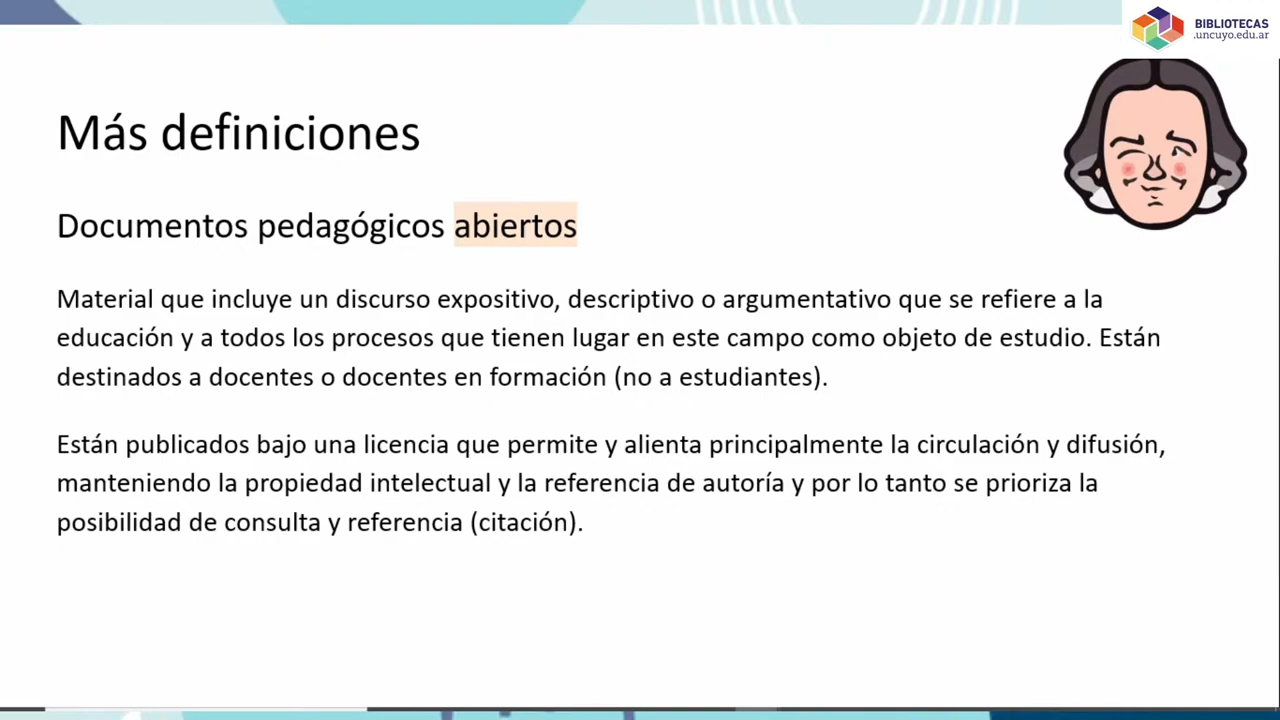 BIBLIOTECAS
.uncuyo.edu.ar
Más definiciones
Documentos pedagógicos abiertos
Material que incluye un discurso expositivo, descriptivo o argumentativo que se refiere a la
educación y a todos los procesos que tienen lugar en este campo como objeto de estudio. Están
destinados a docentes o docentes en formación (no a estudiantes).
Están publicados bajo una licencia que permite y alienta principalmente la circulación y difusión,
manteniendo la propiedad intelectual y la referencia de autoría y por lo tanto se prioriza la
posibilidad de consulta y referencia (citación).